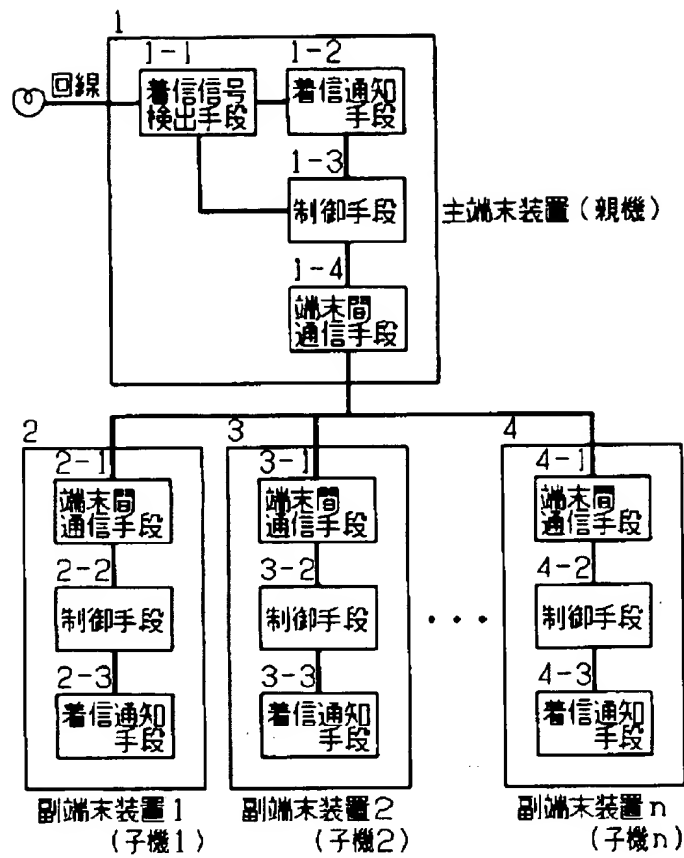 1
1-1
1-2
回線
着信信号
検出手段
着信通知
手段
1-3
制御手段
主端末装置(親機)
1-4
端末間
通信手段
2
3
4
2-1
3-1
4-1
端末間
通信手段
端末間
通信手段
端末間
通信手段
2-2
3-2
4-2
制御手段
制御手段
・・・
制御手段
2-3
3-3
4-3
着信通知
手段
着信通知
手段
着信通知
手段
副端末装置1
(子機1)
副端末装置2
(子機2)
副端末装置n
(子機n)